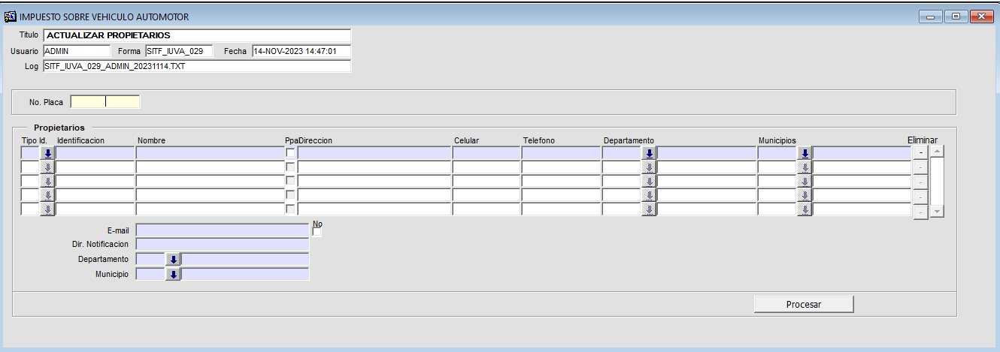 IMPUESTO SOBRE VEHICULO AUTOMOTOR
Titulo ACTUALIZAR PROPIETARIOS
Usuario ADMIN Forma SITF_IUVA_029 Fecha 14-NOV-2023 14:47:01
Log SITF_IUVA_029_ADMIN_20231114.TXT
No. Placa
Propietarios
Tipo Id. Identificacion Nombre Ppal Direccion Celular Telefono Departamento Municipios Eliminar
-
-
-
-
-
E-mail No
Dir. Notificacion
Departamento
Municipio
Procesar